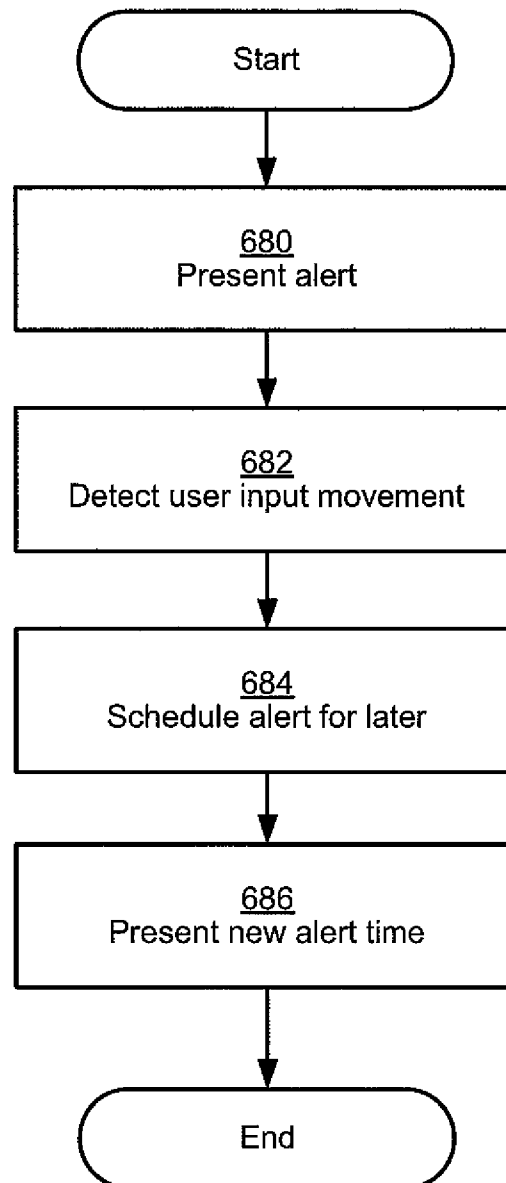 Start
680
Present alert
682
Detect user input movement
684
Schedule alert for later
686
Present new alert time
End